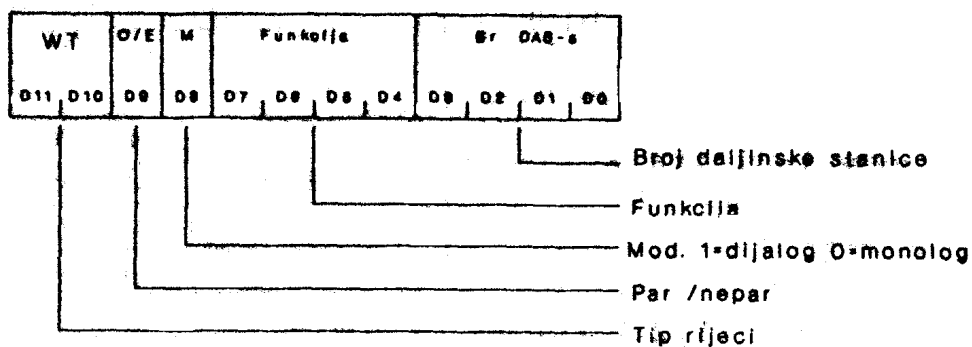 WT O/E M Funkcija Br DAS-a
D11 D10 D9 D8 D7 D6 D5 D4 D3 D2 D1 D0
Broj daljinske stanice
Funkcija
Mod. 1=dijalog 0=monolog
Par /nepar
Tip rijeci